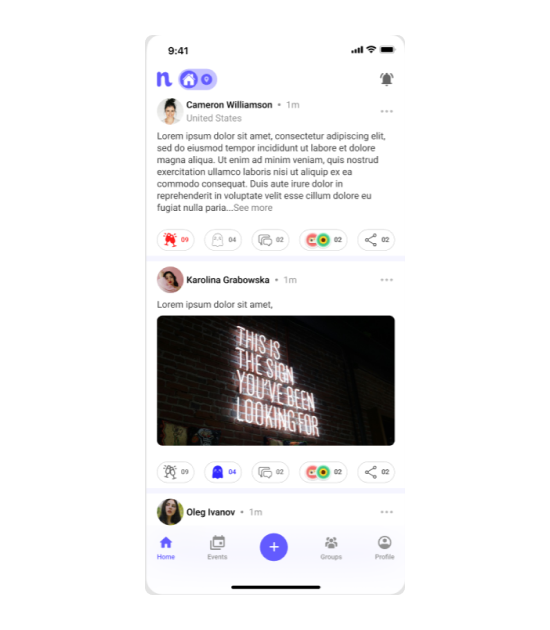 9:41
n
Cameron Williamson • 1m
United States
Lorem ipsum dolor sit amet, consectetur adipiscing elit,
sed do eiusmod tempor incididunt ut labore et dolore
magna aliqua. Ut enim ad minim veniam, quis nostrud
exercitation ullamco laboris nisi ut aliquip ex ea
commodo consequat. Duis aute irure dolor in
reprehenderit in voluptate velit esse cillum dolore eu
fugiat nulla paria...See more
09 04 02 02 02
Karolina Grabowska • 1m
Lorem ipsum dolor sit amet,
THIS IS
THE SIGN
YOU'VE BEEN
LOOKING FOR
09 04 02 02 02
Oleg Ivanov • 1m
Home Events Groups Profile